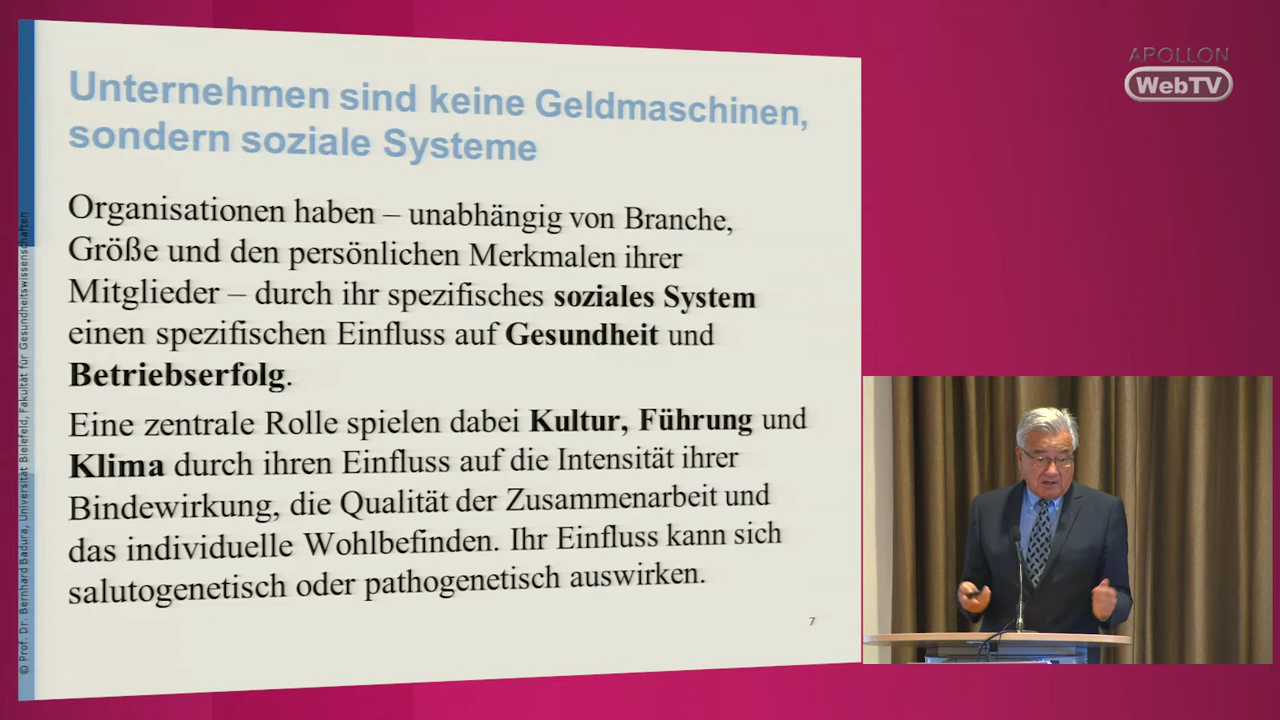 Unternehmen sind keine Geldmaschinen,
sondern soziale Systeme
Organisationen haben – unabhängig von Branche,
Größe und den persönlichen Merkmalen ihrer
Mitglieder – durch ihr spezifisches soziales System
einen spezifischen Einfluss auf Gesundheit und
Betriebserfolg.
Eine zentrale Rolle spielen dabei Kultur, Führung und
Klima durch ihren Einfluss auf die Intensität ihrer
Bindewirkung, die Qualität der Zusammenarbeit und
das individuelle Wohlbefinden. Ihr Einfluss kann sich
salutogenetisch oder pathogenetisch auswirken.
7
© Prof. Dr. Bernhard Badura, Universität Bielefeld, Fakultät für Gesundheitswissenschaften
APOLLON
WebTV